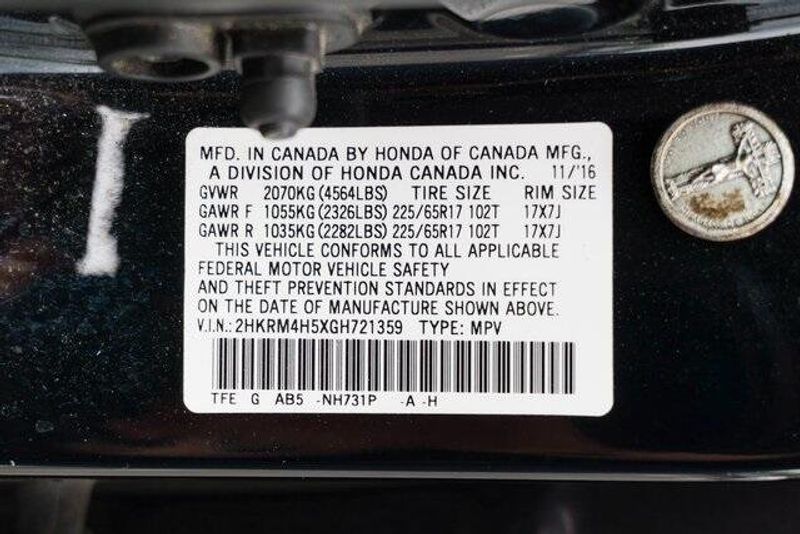 MFD. IN CANADA BY HONDA OF CANADA MFG.,
A DIVISION OF HONDA CANADA INC. 11/'16
GVWR 2070KG(4564LBS) TIRE SIZE RIM SIZE
GAWR F 1055KG(2326LBS) 225/65R17 102T 17X7J
GAWR R 1035KG(2282LBS) 225/65R17 102T 17X7J
THIS VEHICLE CONFORMS TO ALL APPLICABLE
FEDERAL MOTOR VEHICLE SAFETY
AND THEFT PREVENTION STANDARDS IN EFFECT
ON THE DATE OF MANUFACTURE SHOWN ABOVE.
V.I.N.: 2HKRM4H5XGH721359 TYPE: MPV
TFE G AB5 -NH731P -A -H